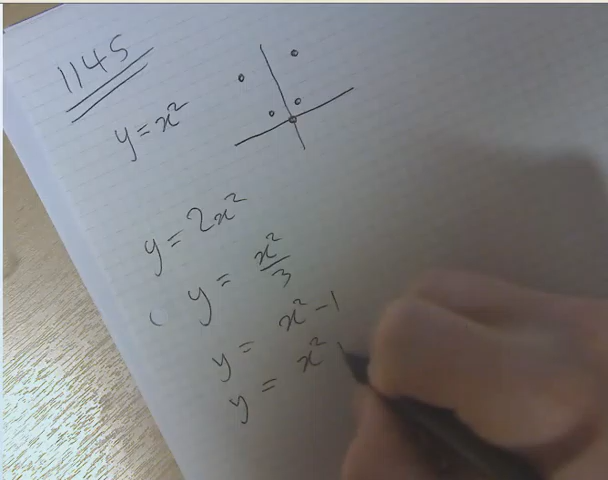 1145
y = x²
y = 2x²
( y = x²/3
y = x² - 1
y = x²